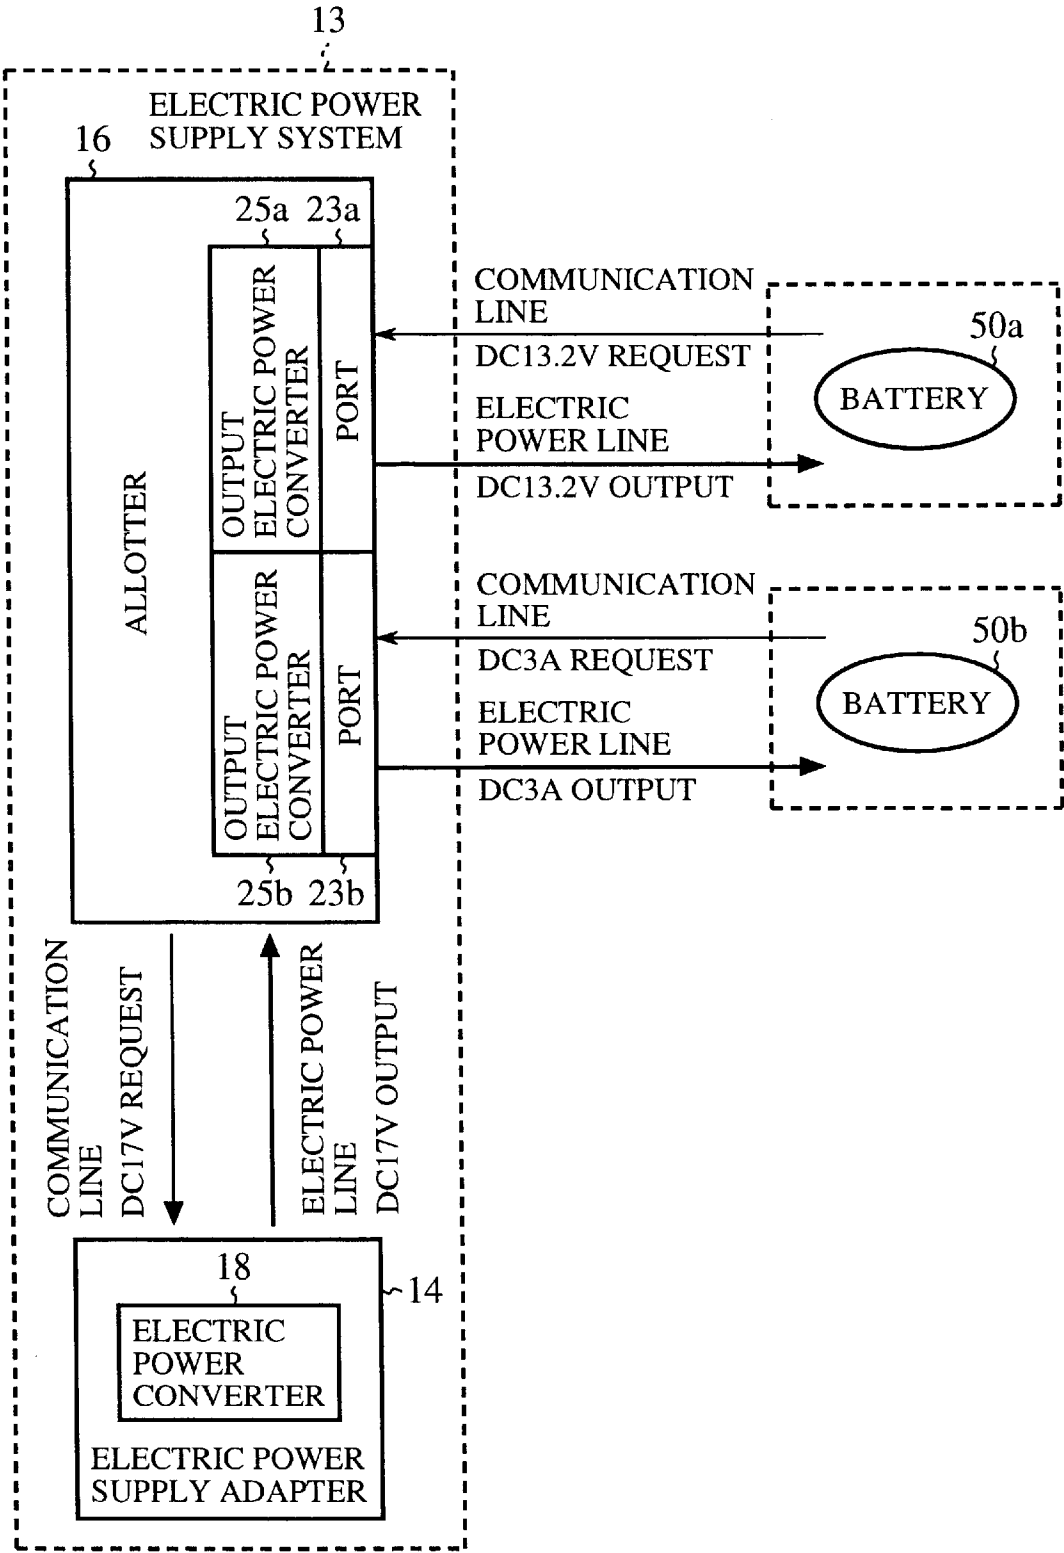 13
ELECTRIC POWER
SUPPLY SYSTEM
16
25a 23a
OUTPUT
ELECTRIC POWER
CONVERTER
PORT
ALLOTTER
OUTPUT
ELECTRIC POWER
CONVERTER
PORT
25b 23b
COMMUNICATION
LINE
DC13.2V REQUEST
ELECTRIC
POWER LINE
DC13.2V OUTPUT
50a
BATTERY
COMMUNICATION
LINE
DC3A REQUEST
ELECTRIC
POWER LINE
DC3A OUTPUT
50b
BATTERY
COMMUNICATION
LINE
DC17V REQUEST
ELECTRIC POWER
LINE
DC17V OUTPUT
18
14
ELECTRIC
POWER
CONVERTER
ELECTRIC POWER
SUPPLY ADAPTER